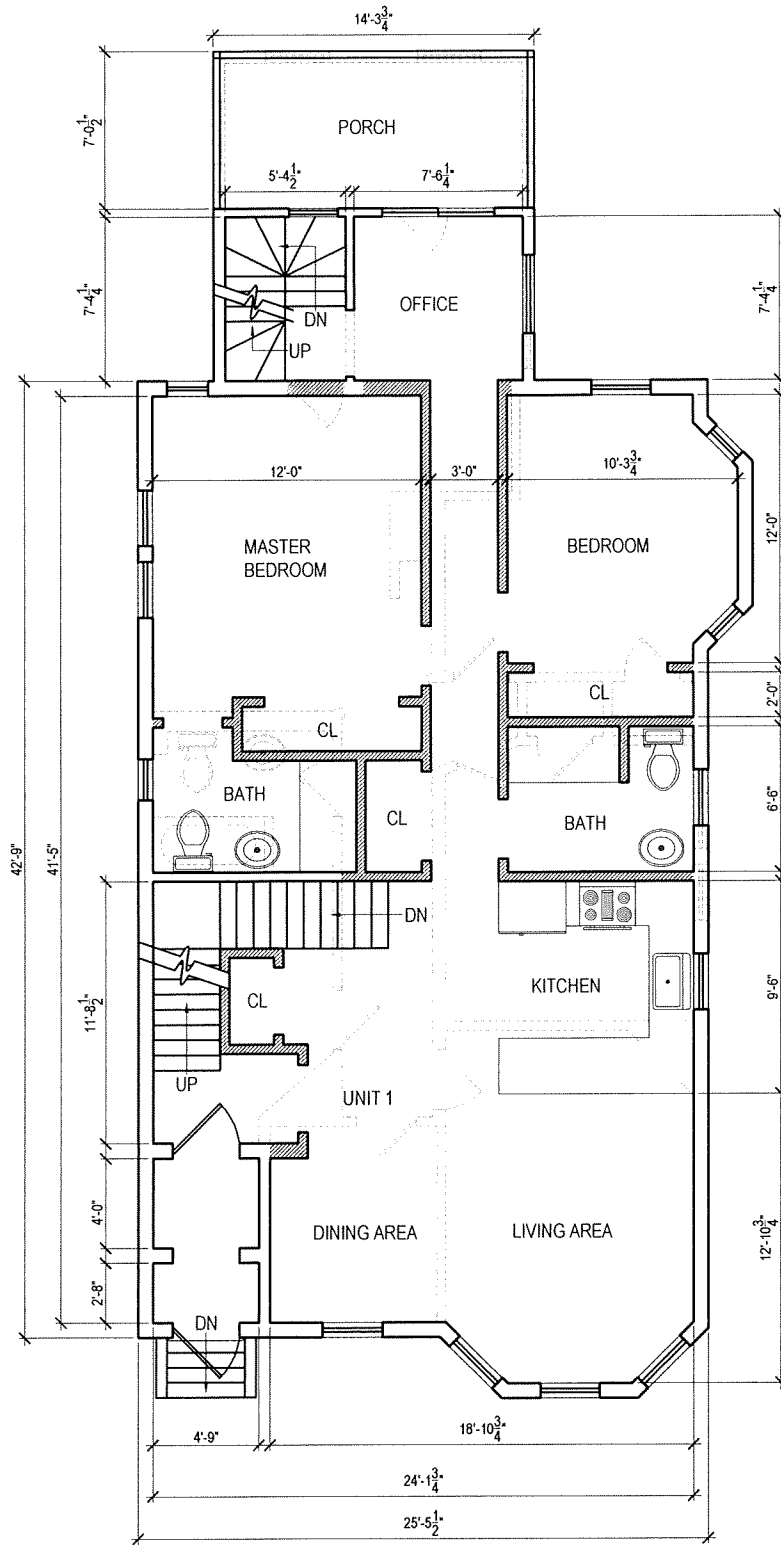 14'-3 3/4"
7'-0 1/2"
PORCH
5'-4 1/2"
7'-6 1/4"
7'-4 1/4"
OFFICE
7'-4 1/4"
DN
UP
12'-0"
3'-0"
10'-3 3/4"
MASTER
BEDROOM
BEDROOM
12'-0"
CL
2'-0"
CL
BATH
CL
BATH
6'-6"
42'-9"
41'-5"
DN
KITCHEN
9'-6"
CL
11'-8 1/2"
UP
UNIT 1
4'-0"
DINING AREA
LIVING AREA
12'-10 3/4"
2'-8"
DN
4'-9"
18'-10 3/4"
24'-1 3/4"
25'-5 1/2"